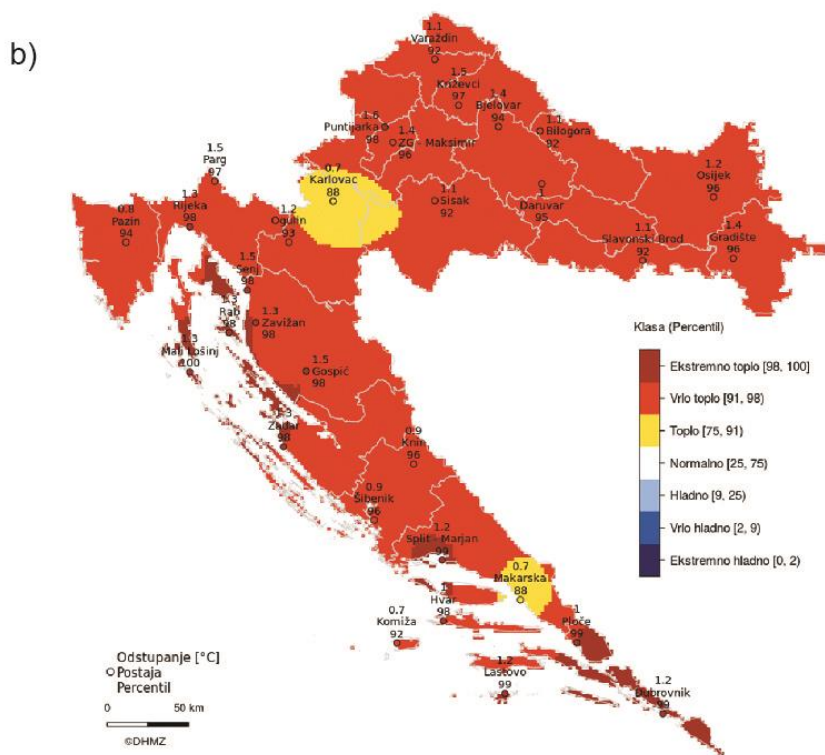 b)
1.1
Varaždin
92
1.5
Križevci
97
1.4
Bjelovar
94
1.6
Puntijarka
98
1.4
ZG - Maksimir
96
1.1
Bilogora
92
1.5
Parg
97
0.7
Karlovac
88
1.1
Sisak
92
1
Daruvar
95
1.2
Osijek
96
0.8
Pazin
94
1.3
Rijeka
98
1.2
Ogulin
93
1.1
Slavonski Brod
92
1.4
Gradište
96
1.5
Senj
98
1.3
Rab
98
1.3
Zavižan
98
1.3
Mali Lošinj
100
1.5
Gospić
98
Klasa (Percentil)
Ekstremno toplo [98, 100]
Vrlo toplo [91, 98)
Toplo [75, 91)
Normalno [25, 75)
Hladno [9, 25)
Vrlo hladno [2, 9)
Ekstremno hladno [0, 2)
Zadar
98
0.9
Knin
96
0.9
Šibenik
96
1.2
Split - Marjan
99
0.7
Makarska
88
1
Hvar
98
0.7
Komiža
92
1
Ploče
99
1.2
Lastovo
99
1.2
Dubrovnik
99
Odstupanje [°C]
Postaja
Percentil
0 50 km
©DHMZ